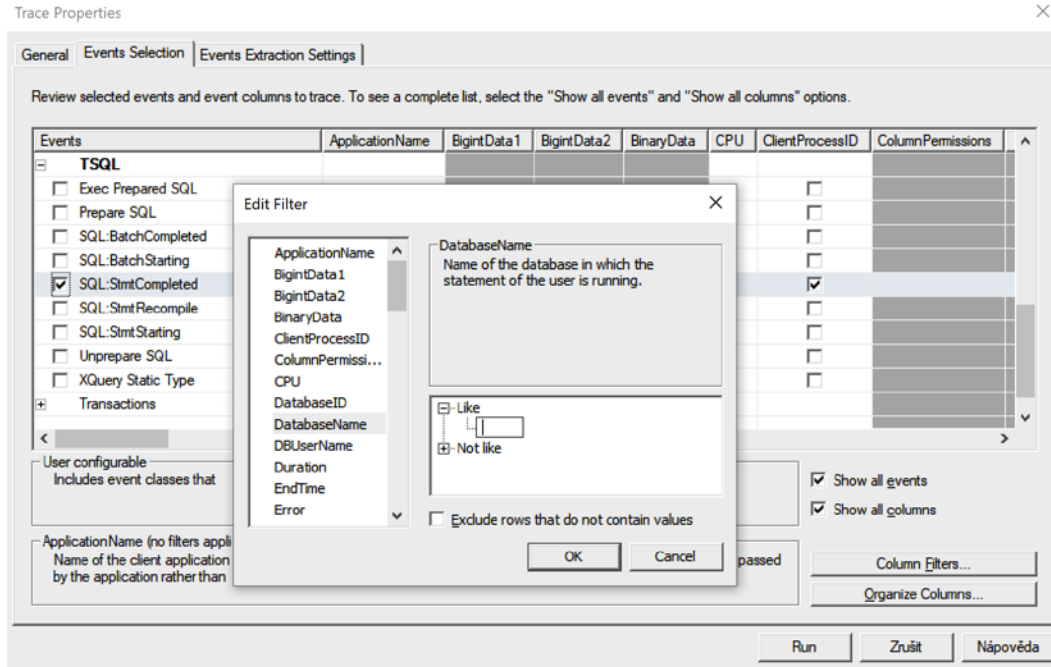 Trace Properties
General Events Selection Events Extraction Settings
Review selected events and event columns to trace. To see a complete list, select the "Show all events" and "Show all columns" options.
Events ApplicationName BigintData1 BigintData2 BinaryData CPU ClientProcessID ColumnPermissions
TSQL
Exec Prepared SQL
Prepare SQL
SQL:BatchCompleted
SQL:BatchStarting
SQL:StmtCompleted
SQL:StmtRecompile
SQL:StmtStarting
Unprepare SQL
XQuery Static Type
Transactions
Edit Filter
ApplicationName
BigintData1
BigintData2
BinaryData
ClientProcessID
ColumnPermissi...
CPU
DatabaseID
DatabaseName
DBUserName
Duration
EndTime
Error
DatabaseName
Name of the database in which the
statement of the user is running.
Like
Not like
Exclude rows that do not contain values
OK Cancel
User configurable
Includes event classes that
Show all events
Show all columns
ApplicationName (no filters appli
Name of the client application passed
by the application rather than
Column Filters...
Organize Columns...
Run Zrušit Nápověda